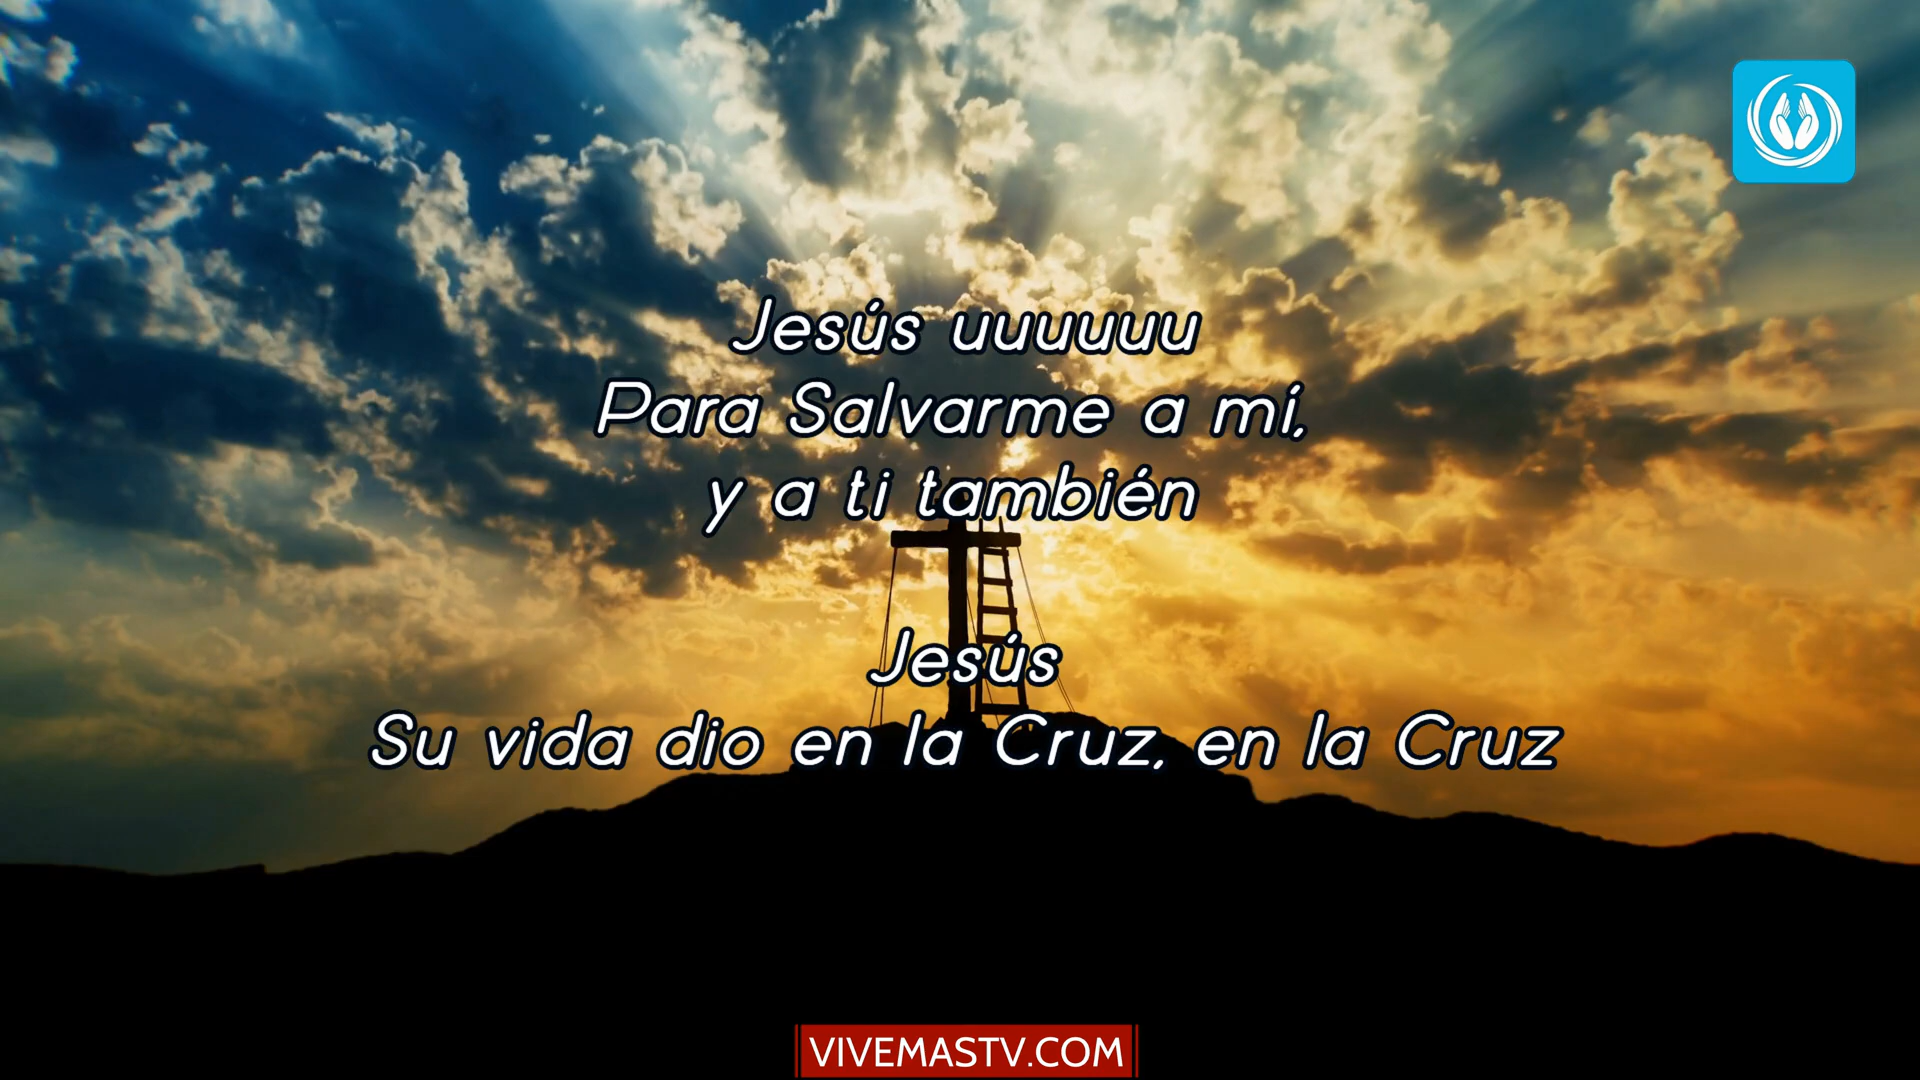 Jesús uuuuuu
Para Salvarme a mí,
y a ti también
Jesús
Su vida dio en la Cruz, en la Cruz
VIVEMASTV.COM